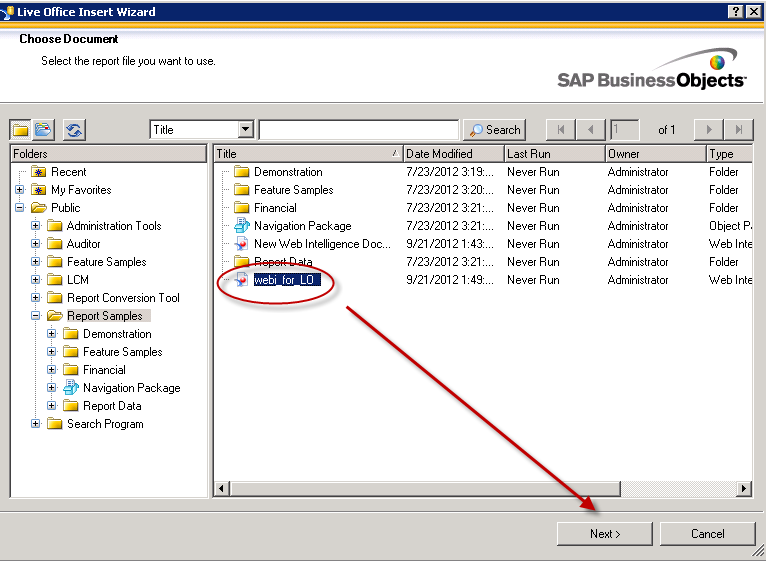 Live Office Insert Wizard
Choose Document
Select the report file you want to use.
SAP BusinessObjects
Title
Search
1 of 1
Folders
Recent
My Favorites
Public
Administration Tools
Auditor
Feature Samples
LCM
Report Conversion Tool
Report Samples
Demonstration
Feature Samples
Financial
Navigation Package
Report Data
Search Program
Title Date Modified Last Run Owner Type
Demonstration 7/23/2012 3:19:... Never Run Administrator Folder
Feature Samples 7/23/2012 3:20:... Never Run Administrator Folder
Financial 7/23/2012 3:21:... Never Run Administrator Folder
Navigation Package 7/23/2012 3:21:... Never Run Administrator Object P
New Web Intelligence Doc... 9/21/2012 1:43:... Never Run Administrator Web Inte
Report Data 7/23/2012 3:21:... Never Run Administrator Folder
webi_for_LO 9/21/2012 1:49:... Never Run Administrator Web Inte
Next >
Cancel